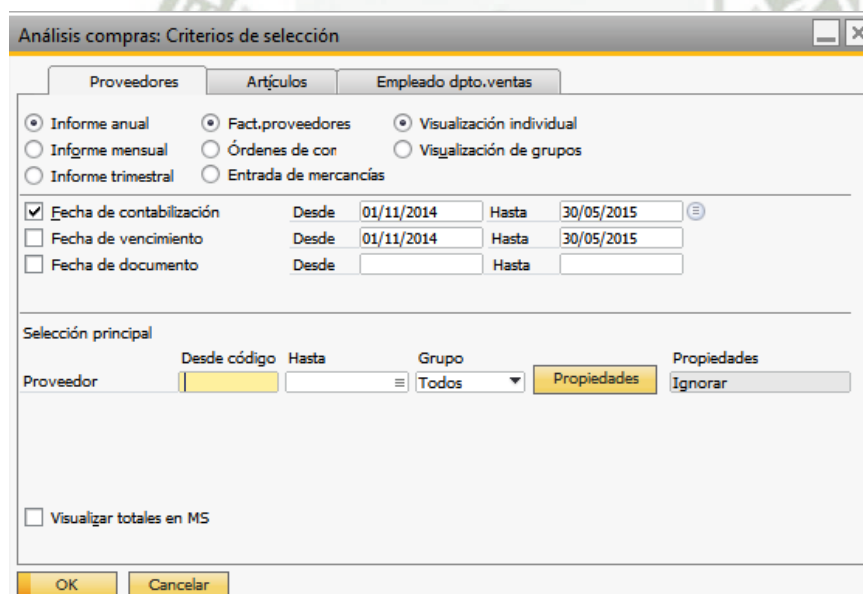 Análisis compras: Criterios de selección
Proveedores Artículos Empleado dpto.ventas
Informe anual Fact.proveedores Visualización individual
Informe mensual Órdenes de con Visualización de grupos
Informe trimestral Entrada de mercancías
Fecha de contabilización Desde 01/11/2014 Hasta 30/05/2015
Fecha de vencimiento Desde 01/11/2014 Hasta 30/05/2015
Fecha de documento Desde Hasta
Selección principal
Desde código Hasta Grupo Propiedades
Proveedor Todos Propiedades Ignorar
Visualizar totales en MS
OK Cancelar